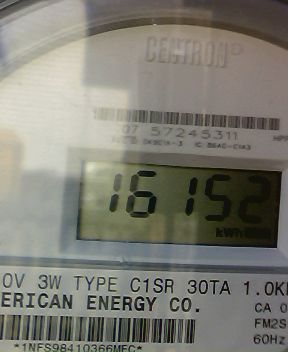 CENTRON
07 57245311
16152
kWh
0V 3W TYPE C1SR 30TA 1.0K
ERICAN ENERGY CO.
CA 0
FM2S
60Hz
*1NFS98410366MEC*